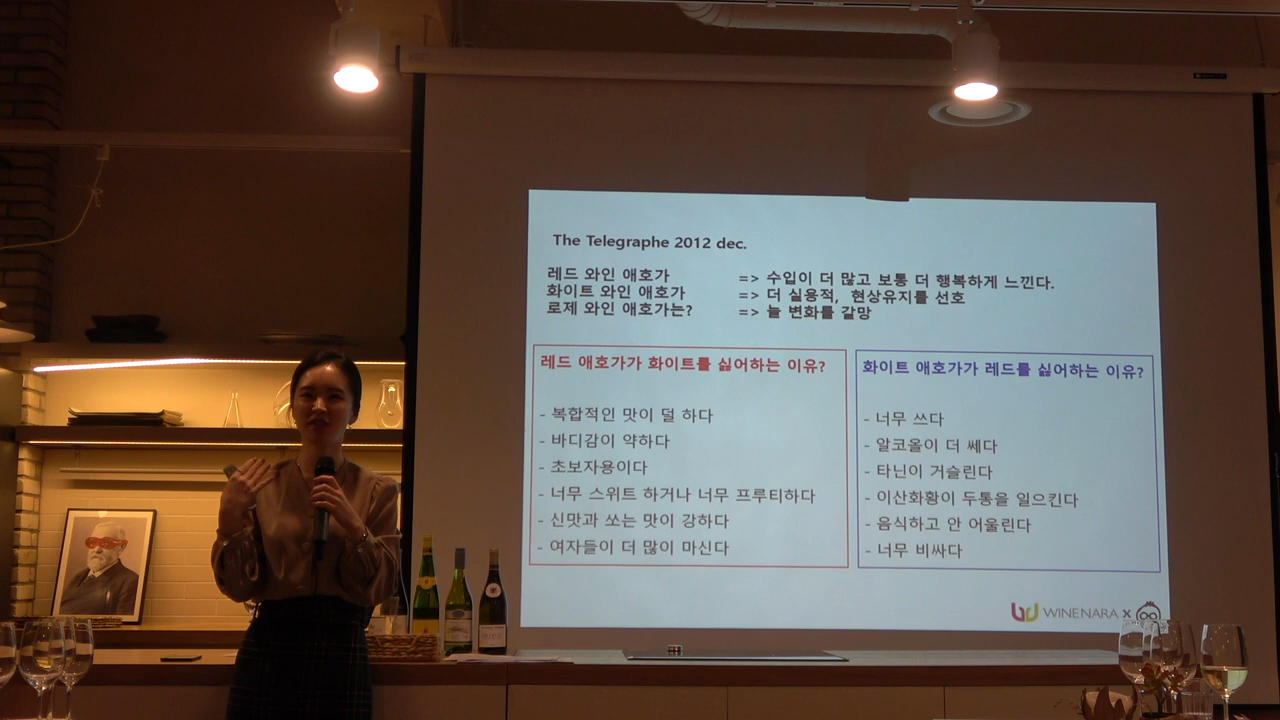 The Telegraphe 2012 dec.
레드 와인 애호가 => 수입이 더 많고 보통 더 행복하게 느낀다.
화이트 와인 애호가 => 더 실용적, 현상유지를 선호
로제 와인 애호가는? => 늘 변화를 갈망
레드 애호가가 화이트를 싫어하는 이유?
- 복합적인 맛이 덜 하다
- 바디감이 약하다
- 초보자용이다
- 너무 스위트 하거나 너무 프루티하다
- 신맛과 쏘는 맛이 강하다
- 여자들이 더 많이 마신다
화이트 애호가가 레드를 싫어하는 이유?
- 너무 쓰다
- 알코올이 더 쎄다
- 타닌이 거슬린다
- 이산화황이 두통을 일으킨다
- 음식하고 안 어울린다
- 너무 비싸다
WINENARA x